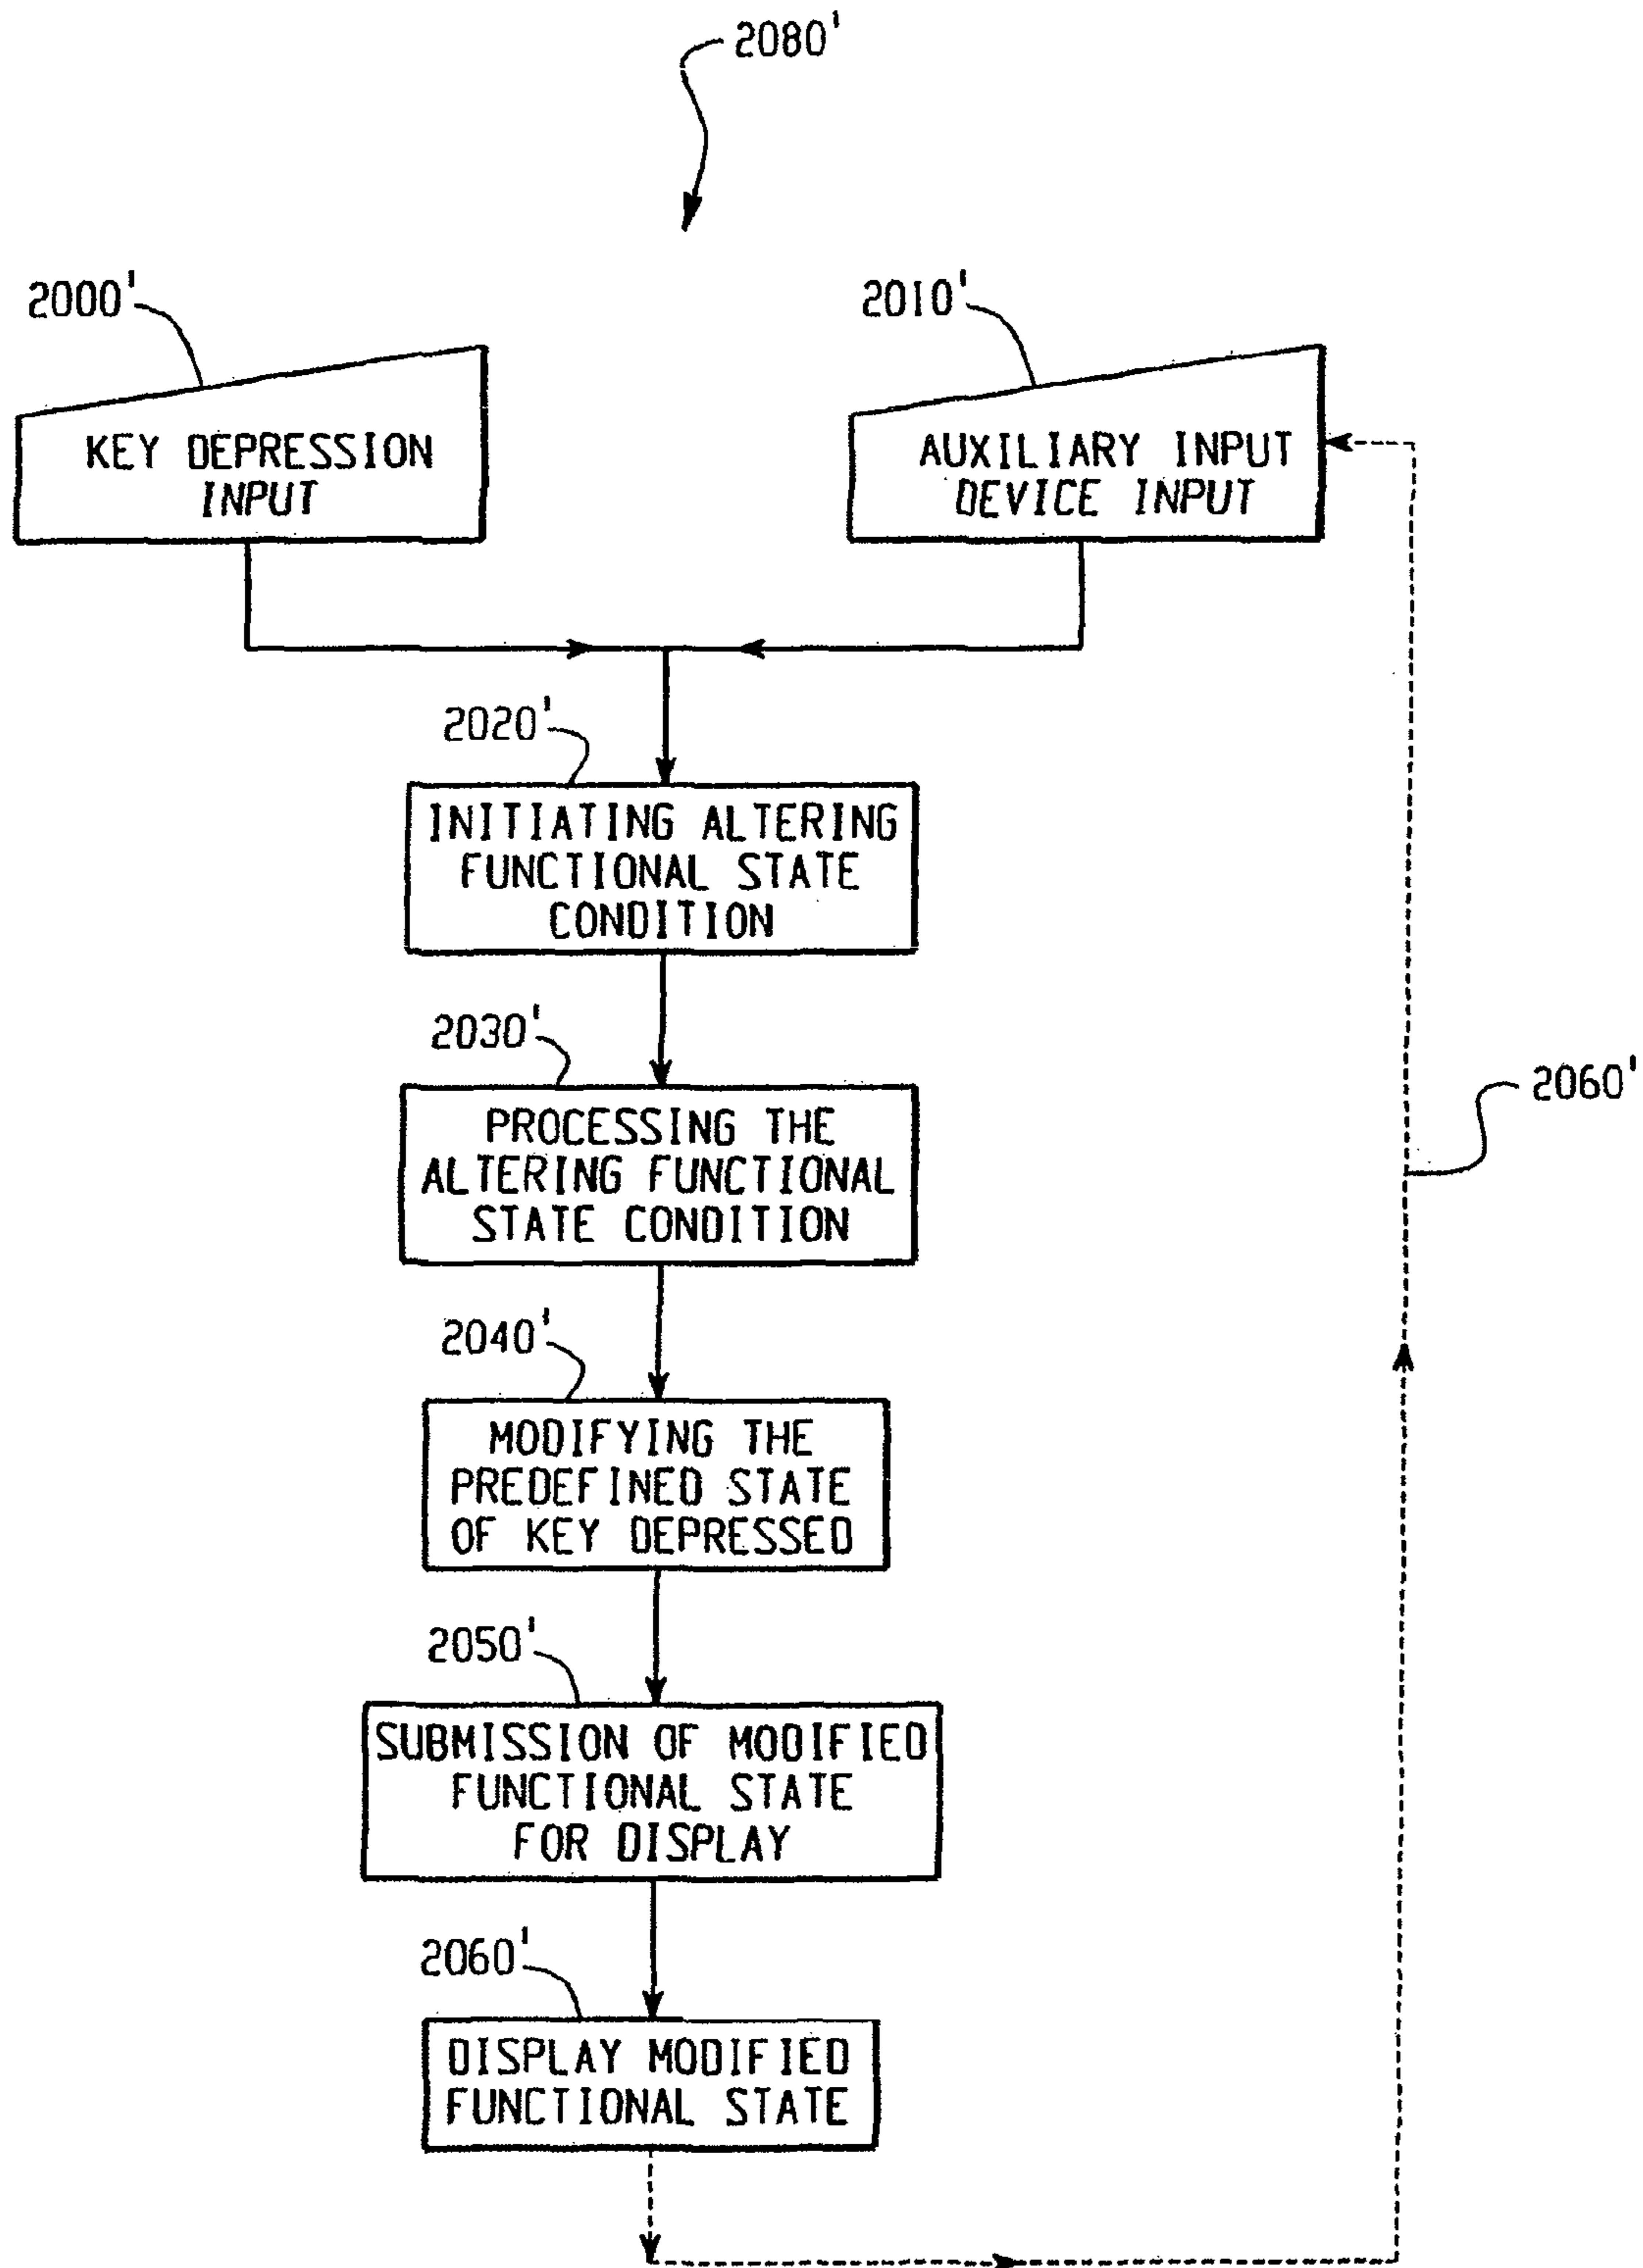 2080'
2000'
2010'
KEY DEPRESSION
INPUT
AUXILIARY INPUT
DEVICE INPUT
2020'
INITIATING ALTERING
FUNCTIONAL STATE
CONDITION
2030'
PROCESSING THE
ALTERING FUNCTIONAL
STATE CONDITION
2060'
2040'
MODIFYING THE
PREDEFINED STATE
OF KEY DEPRESSED
2050'
SUBMISSION OF MODIFIED
FUNCTIONAL STATE
FOR DISPLAY
2060'
DISPLAY MODIFIED
FUNCTIONAL STATE